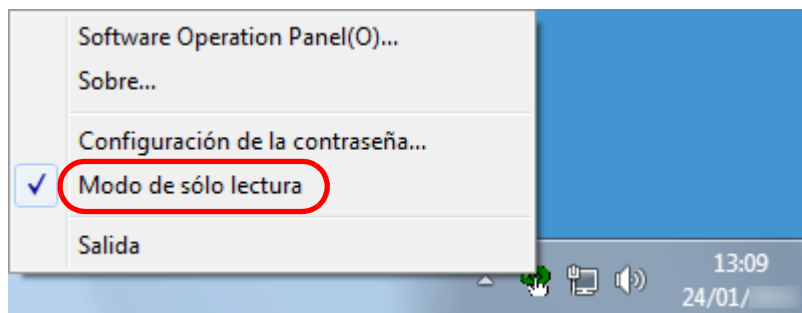 Software Operation Panel(O)...
Sobre...
Configuración de la contraseña...
Modo de sólo lectura
Salida
13:09
24/01/